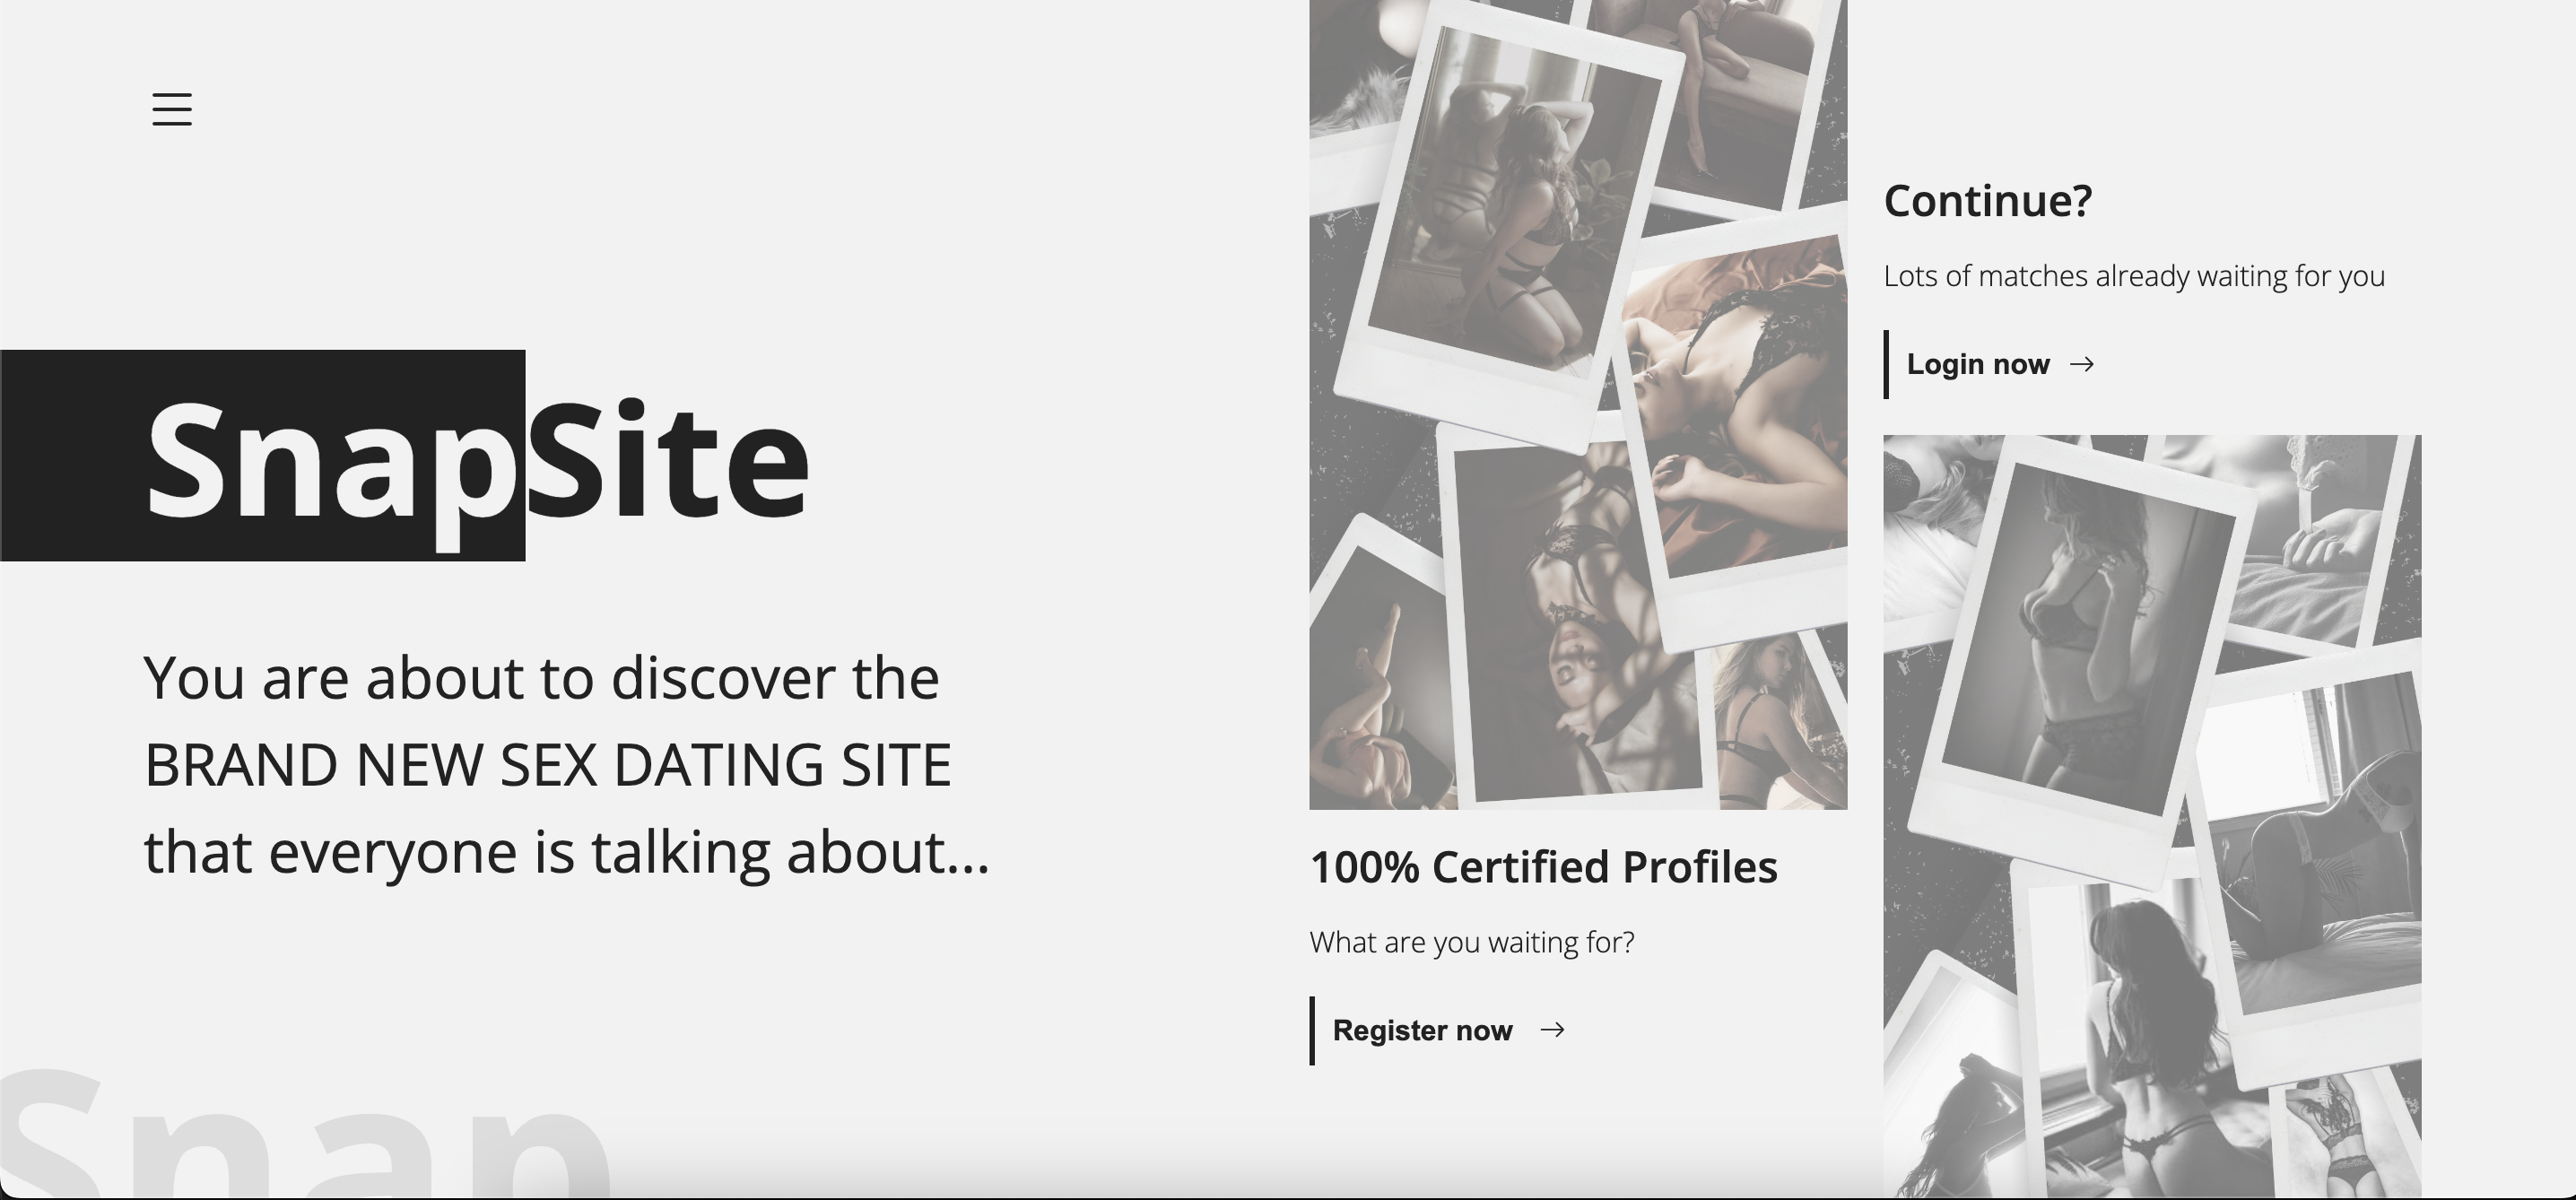 SnapSite
You are about to discover the
BRAND NEW SEX DATING SITE
that everyone is talking about...
Snap
100% Certified Profiles
What are you waiting for?
Register now
Continue?
Lots of matches already waiting for you
Login now